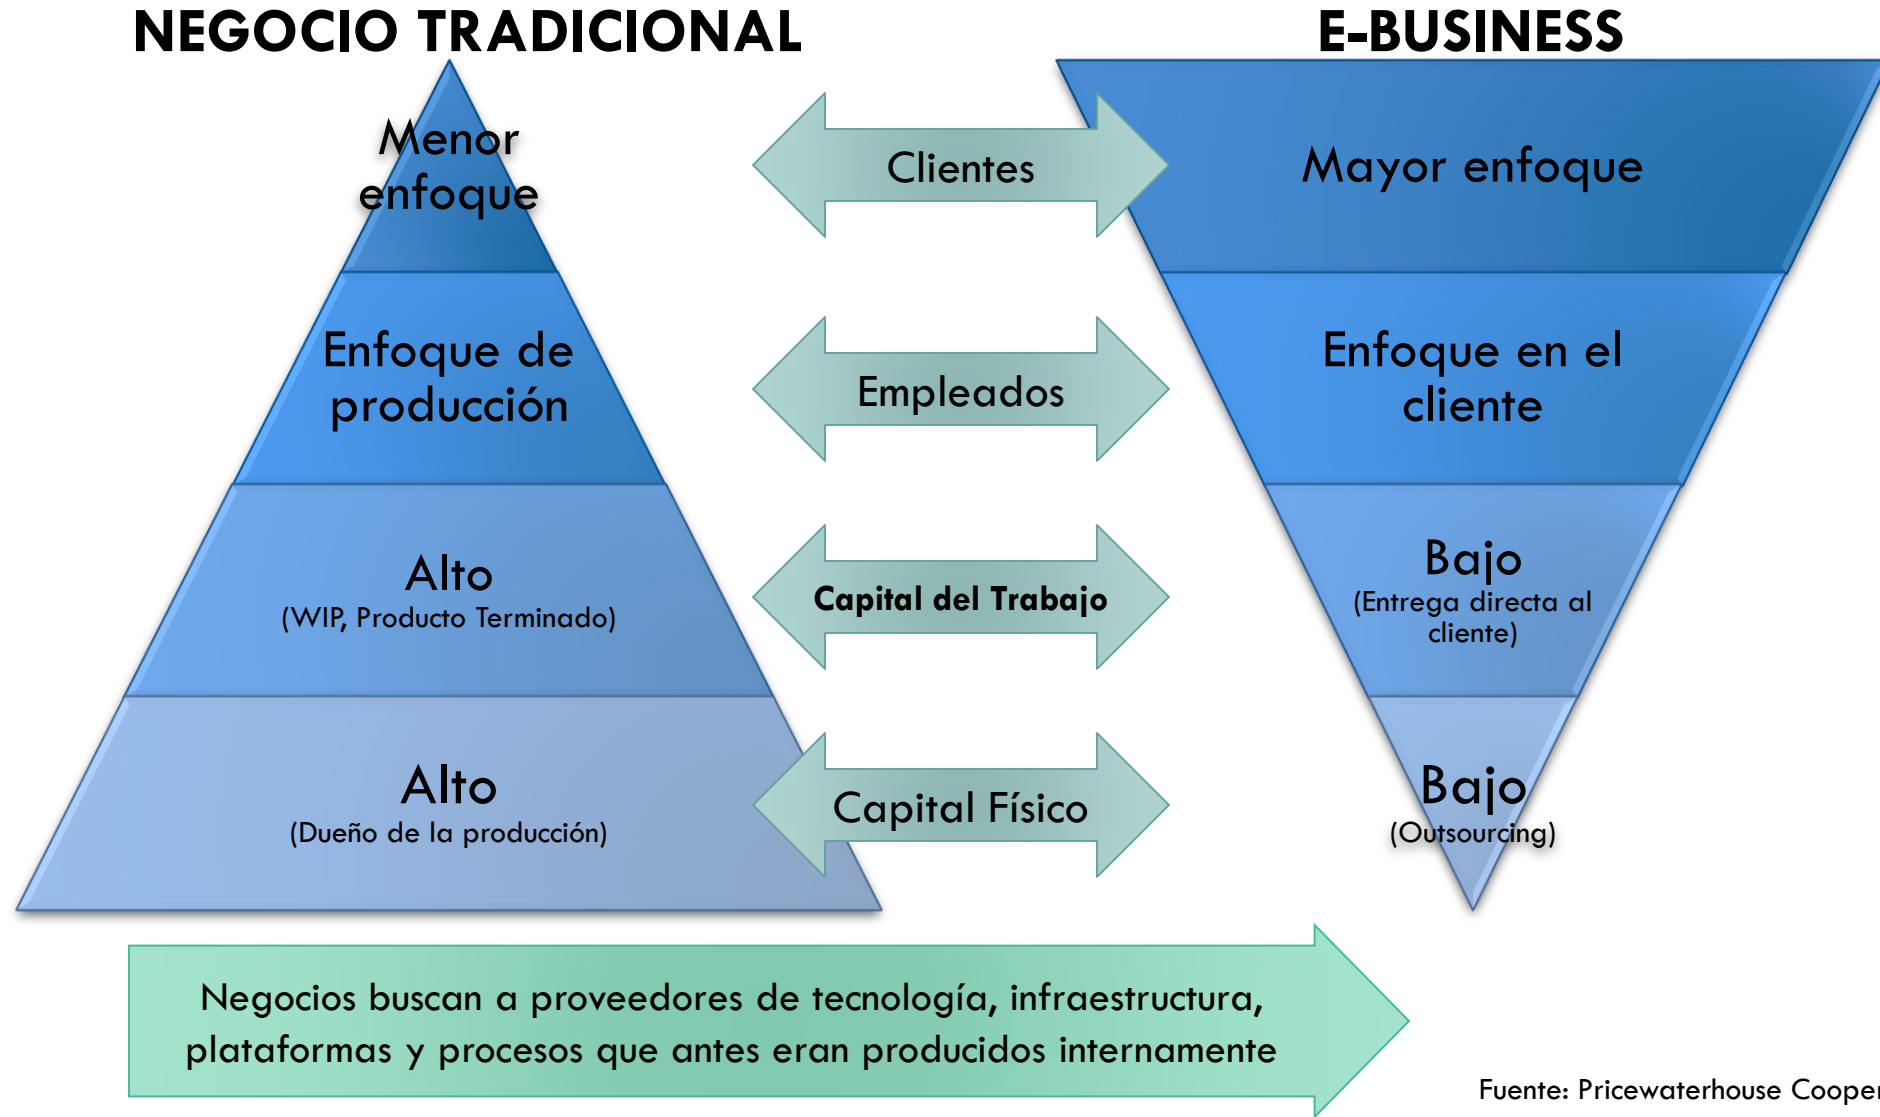 NEGOCIO TRADICIONAL
E-BUSINESS
Menor
enfoque
Clientes
Mayor enfoque
Enfoque de
producción
Empleados
Enfoque en el
cliente
Alto
(WIP, Producto Terminado)
Capital del Trabajo
Bajo
(Entrega directa al
cliente)
Alto
(Dueño de la producción)
Capital Físico
Bajo
(Outsourcing)
Negocios buscan a proveedores de tecnología, infraestructura,
plataformas y procesos que antes eran producidos internamente
Fuente: Pricewaterhouse Cooper